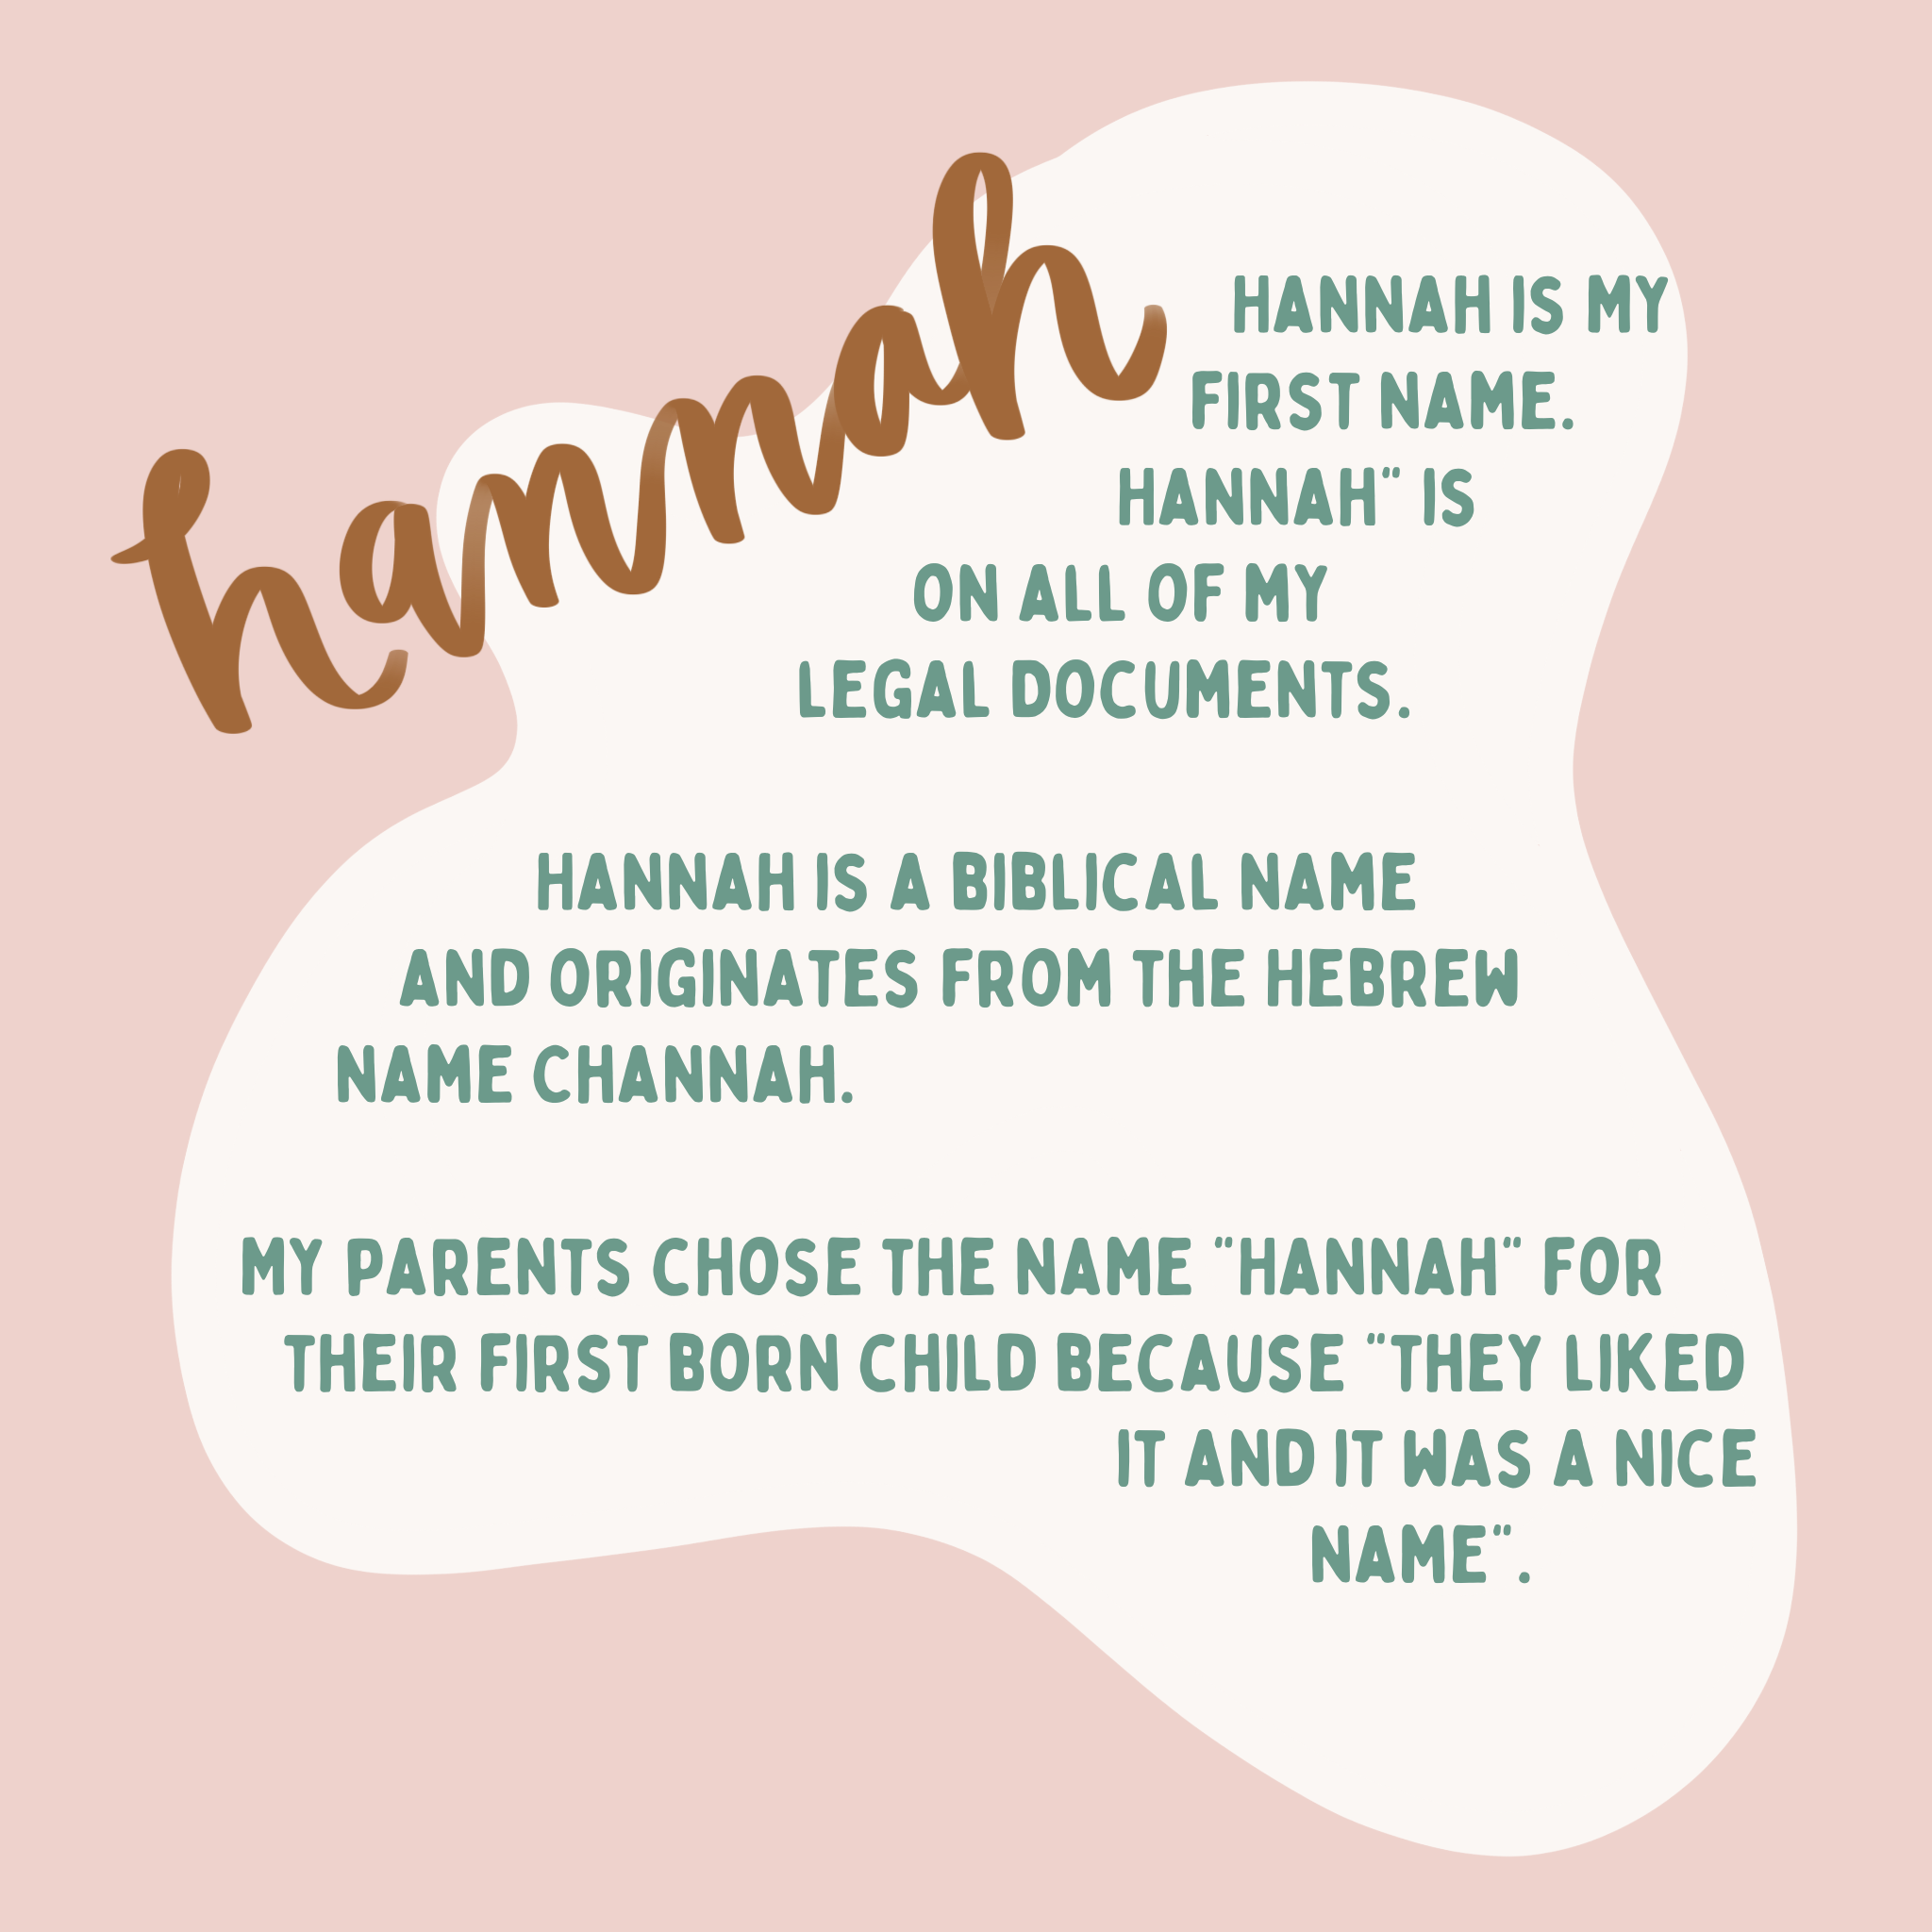 hannah
HANNAH IS MY
FIRST NAME.
HANNAH" IS
ON ALL OF MY
LEGAL DOCUMENTS.
HANNAH IS A BIBLICAL NAME
AND ORIGINATES FROM THE HEBREW
NAME CHANNAH.
MY PARENTS CHOSE THE NAME "HANNAH" FOR
THEIR FIRST BORN CHILD BECAUSE "THEY LIKED
IT AND IT WAS A NICE
NAME".